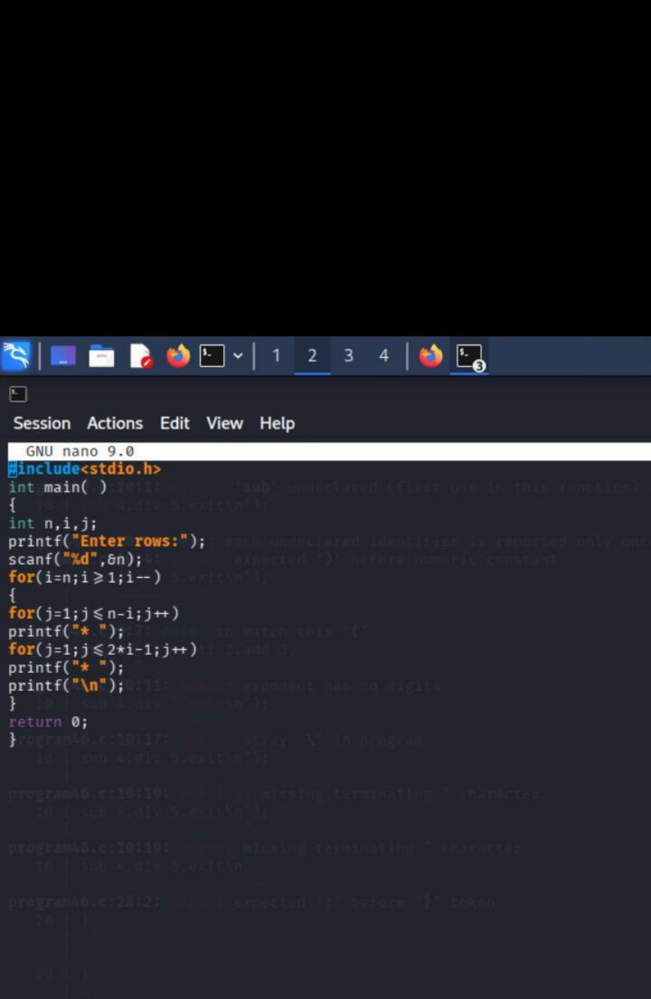 1 2 3 4 3
Session Actions Edit View Help
GNU nano 9.0
#include<stdio.h>
int main( )
{
int n,i,j;
printf("Enter rows:");
scanf("%d",&n);
for(i=n;i>=1;i--)
{
for(j=1;j<=n-i;j++)
printf("* ");
for(j=1;j<=2*i-1;j++)
printf("* ");
printf("\n");
}
return 0;
}